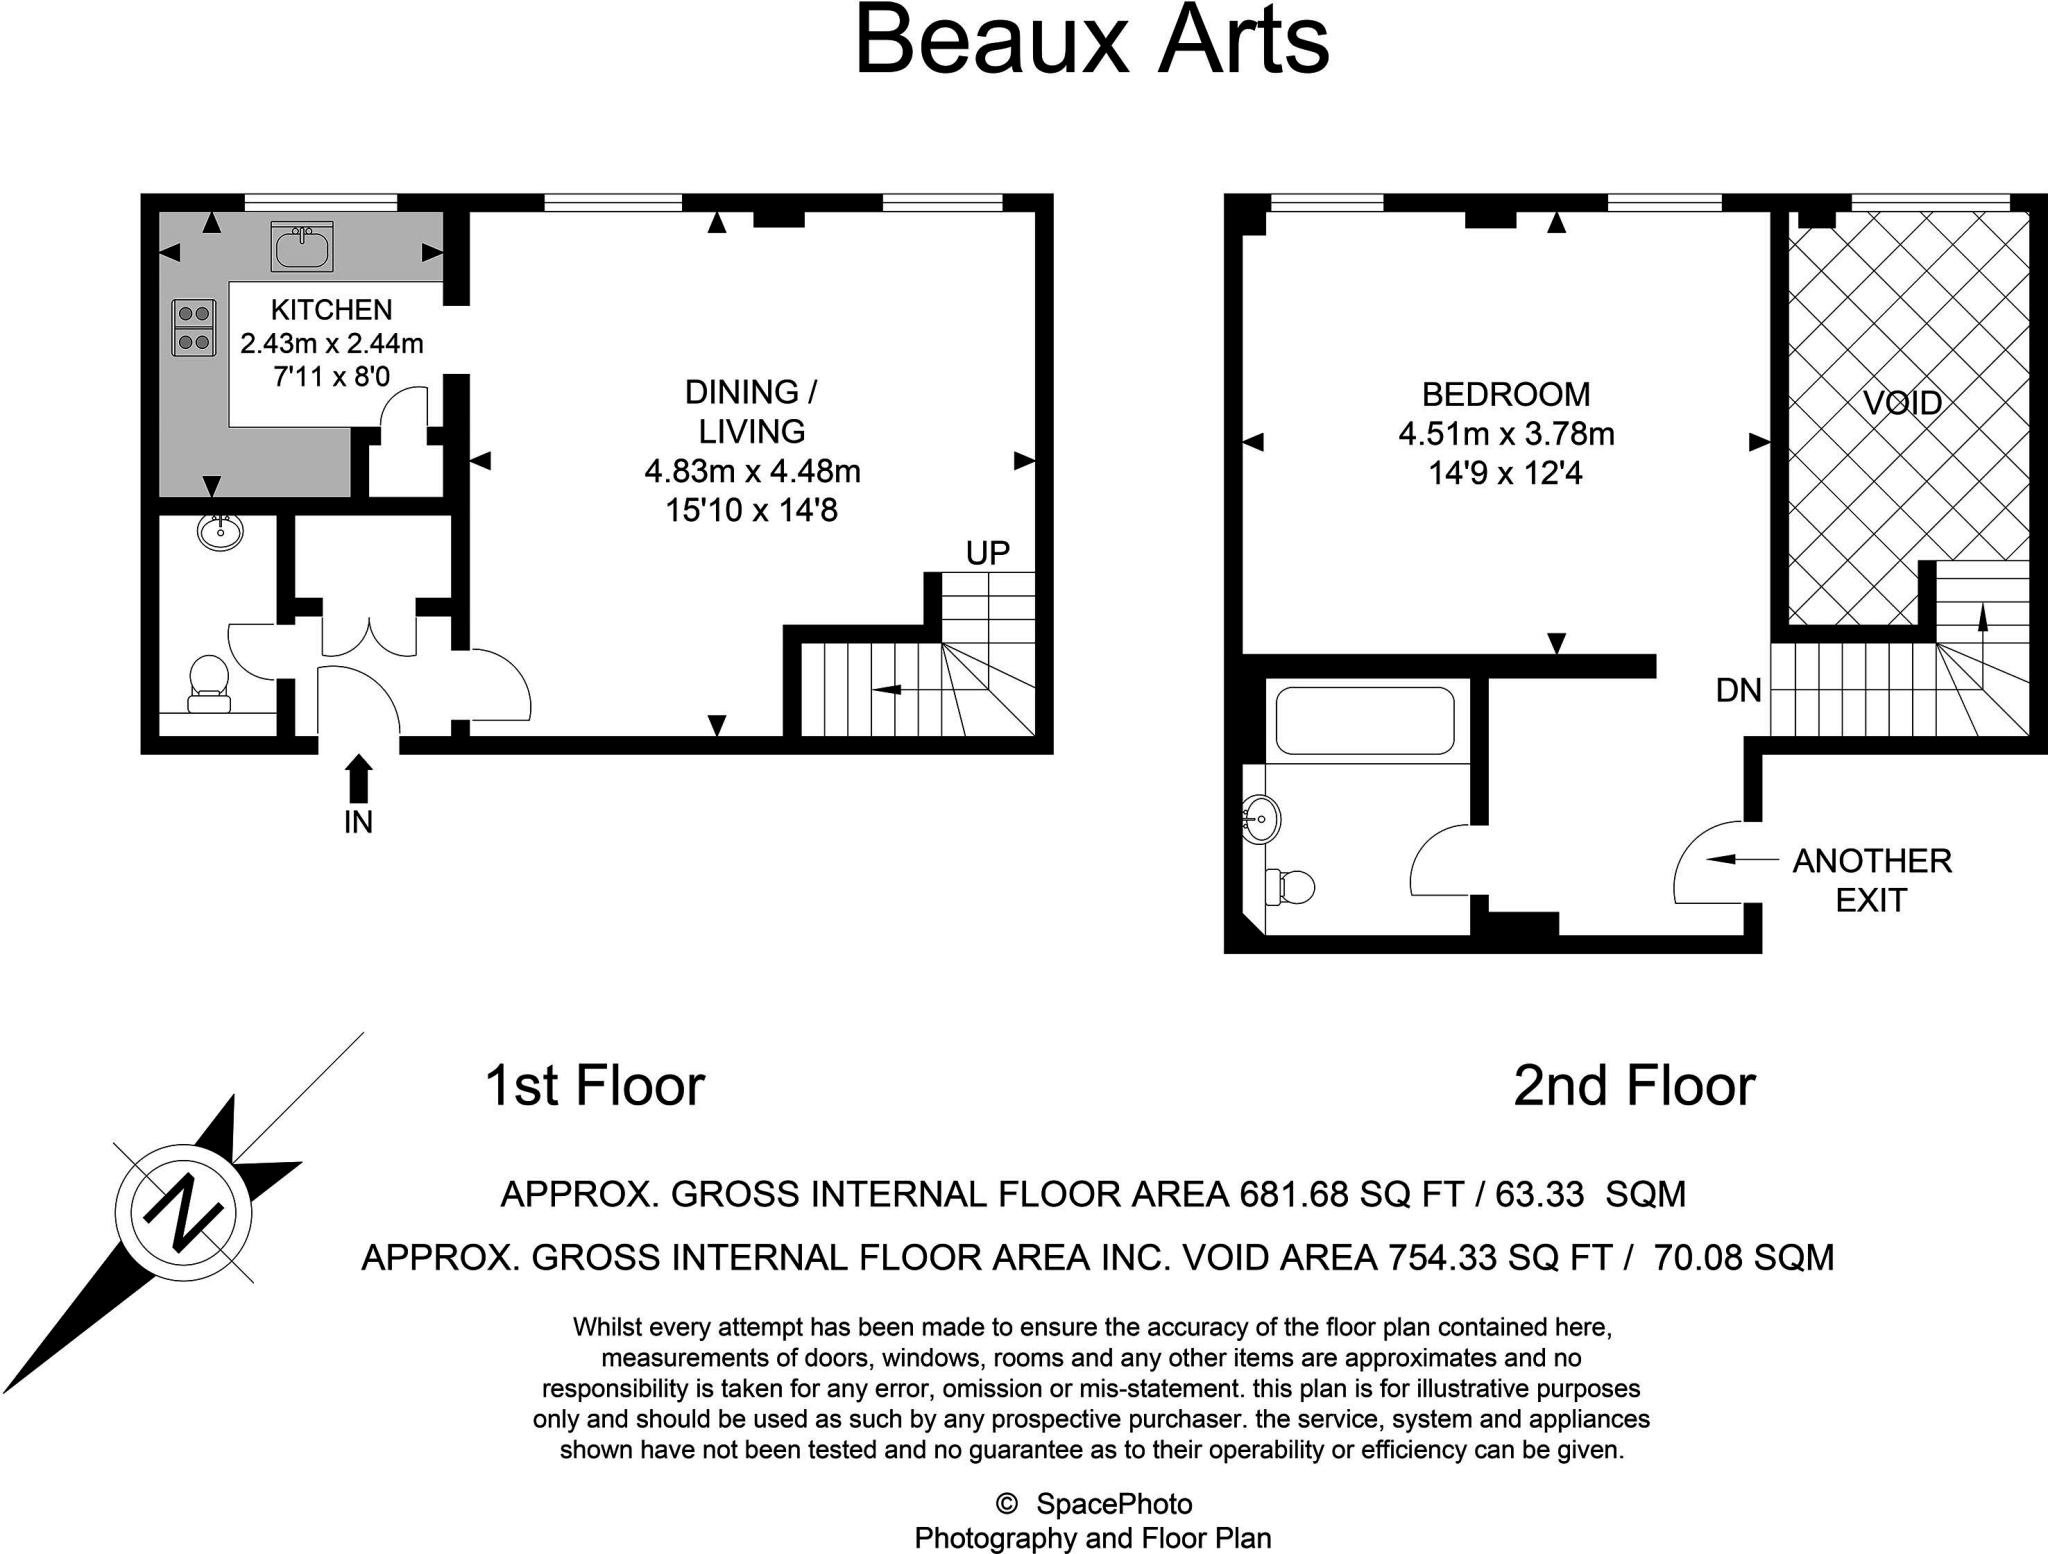 Beaux Arts
KITCHEN
2.43m x 2.44m
7'11 x 8'0
DINING /
LIVING
4.83m x 4.48m
15'10 x 14'8
UP
IN
BEDROOM
4.51m x 3.78m
14'9 x 12'4
VOID
DN
ANOTHER
EXIT
1st Floor
2nd Floor
N
APPROX. GROSS INTERNAL FLOOR AREA 681.68 SQ FT / 63.33 SQM
APPROX. GROSS INTERNAL FLOOR AREA INC. VOID AREA 754.33 SQ FT / 70.08 SQM
Whilst every attempt has been made to ensure the accuracy of the floor plan contained here,
measurements of doors, windows, rooms and any other items are approximates and no
responsibility is taken for any error, omission or mis-statement. this plan is for illustrative purposes
only and should be used as such by any prospective purchaser. the service, system and appliances
shown have not been tested and no guarantee as to their operability or efficiency can be given.
© SpacePhoto
Photography and Floor Plan